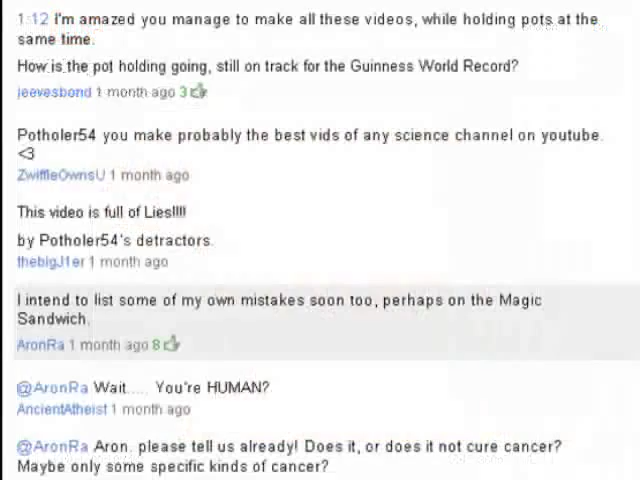 1:12 I'm amazed you manage to make all these videos, while holding pots at the
same time.
How is the pot holding going, still on track for the Guinness World Record?
jeevesbond 1 month ago 3
Potholer54 you make probably the best vids of any science channel on youtube.
<3
ZwiffleOwnsU 1 month ago
This video is full of Lies!!!!
by Potholer54's detractors.
thebigJ1er 1 month ago
I intend to list some of my own mistakes soon too, perhaps on the Magic
Sandwich.
AronRa 1 month ago 8
@AronRa Wait..... You're HUMAN?
AncientAtheist 1 month ago
@AronRa Aron. please tell us already! Does it, or does it not cure cancer?
Maybe only some specific kinds of cancer?